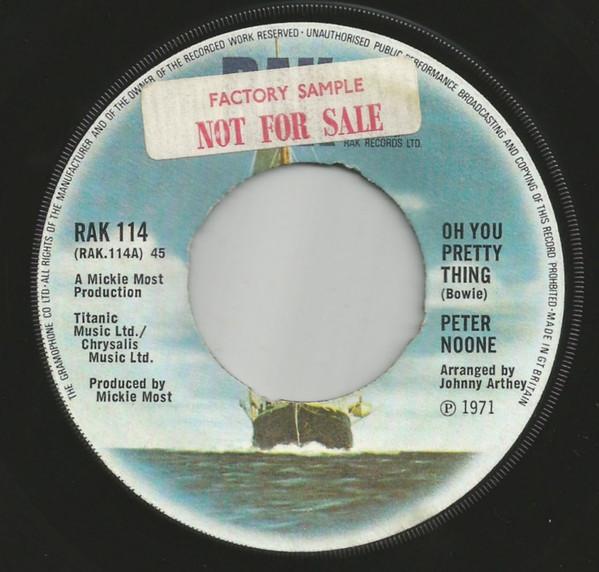 THE GRAMOPHONE CO LTD·ALL RIGHTS OF THE MANUFACTURER AND OF THE OWNER OF THE RECORDED WORK RESERVED · UNAUTHORISED PUBLIC PERFORMANCE BROADCASTING AND COPYING OF THIS RECORD PROHIBITED·MADE IN GT BRITAIN
RAK
FACTORY SAMPLE
NOT FOR SALE
RAK RECORDS LTD.
RAK 114
(RAK.114A) 45
A Mickie Most
Production
Titanic
Music Ltd./
Chrysalis
Music Ltd.
Produced by
Mickie Most
OH YOU
PRETTY
THING
(Bowie)
PETER
NOONE
Arranged by
Johnny Arthey
℗ 1971